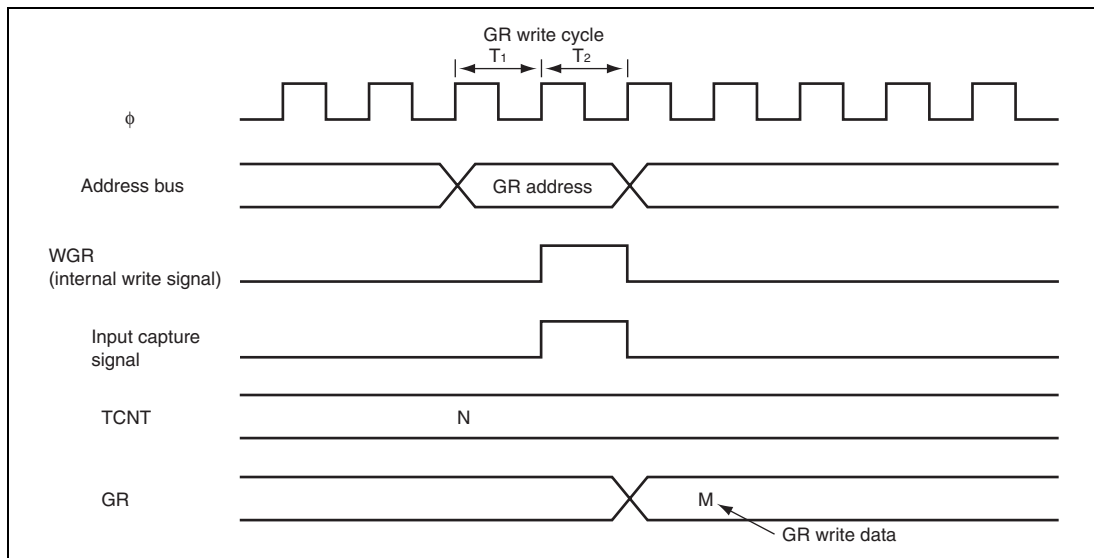 GR write cycle
T1 T2
ϕ
Address bus
GR address
WGR
(internal write signal)
Input capture
signal
TCNT
N
GR
M
GR write data